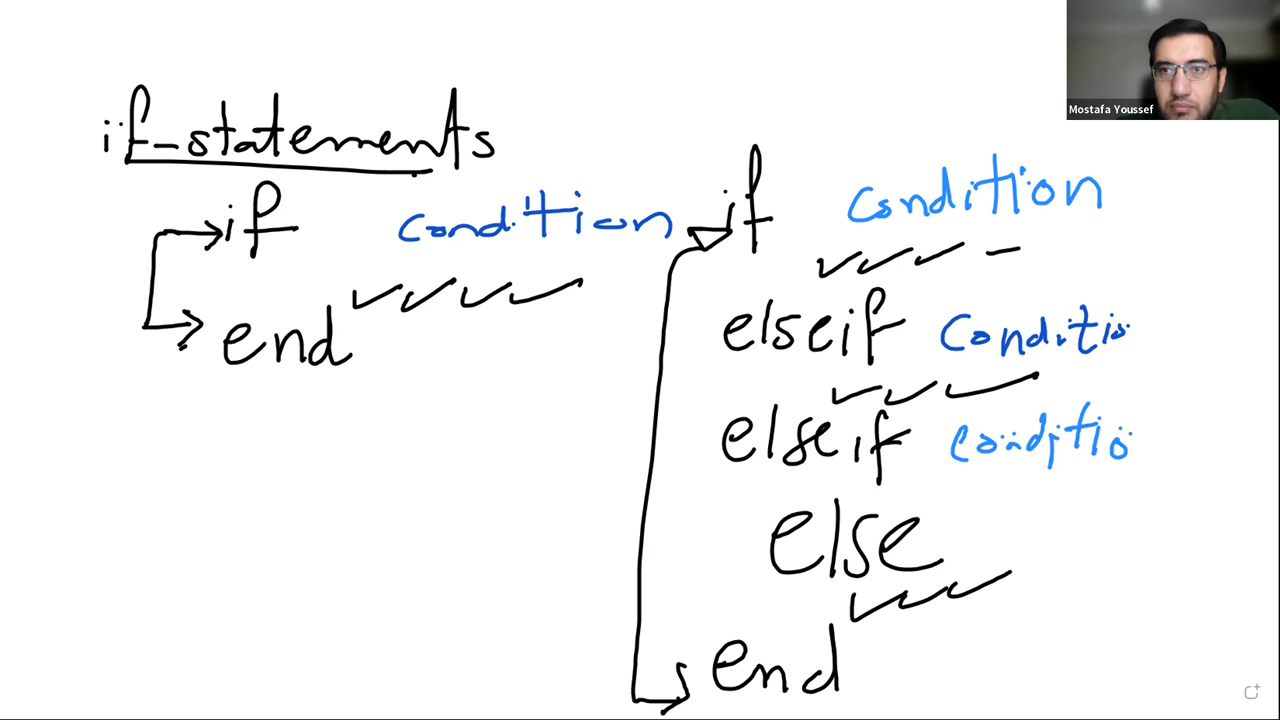 Mostafa Youssef
if-statements
if condition
end
if condition
elseif conditio
elseif conditio
else
end